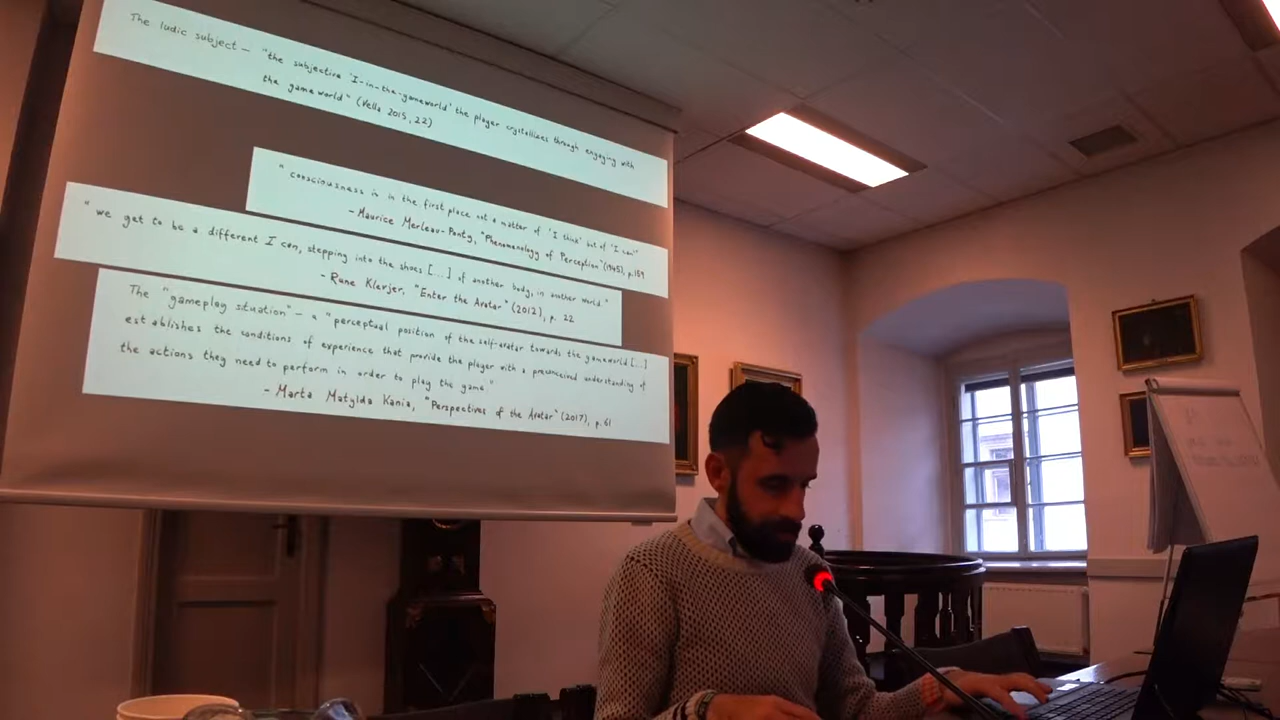 The ludic subject — "the subjective 'I-in-the-gameworld' the player crystallizes through engaging with
the gameworld" (Vella 2015, 22)
"consciousness is in the first place not a matter of 'I think' but of 'I can'"
- Maurice Merleau-Ponty, "Phenomenology of Perception" (1945), p.159
"we get to be a different I can, stepping into the shoes [...] of another body, in another world"
- Rune Klevjer, "Enter the Avatar" (2012), p. 22
The "gameplay situation" — a "perceptual position of the self-avatar towards the gameworld [...]
establishes the conditions of experience that provide the player with a preconceived understanding of
the actions they need to perform in order to play the game"
- Marta Matylda Kania, "Perspectives of the Avatar" (2017), p. 61